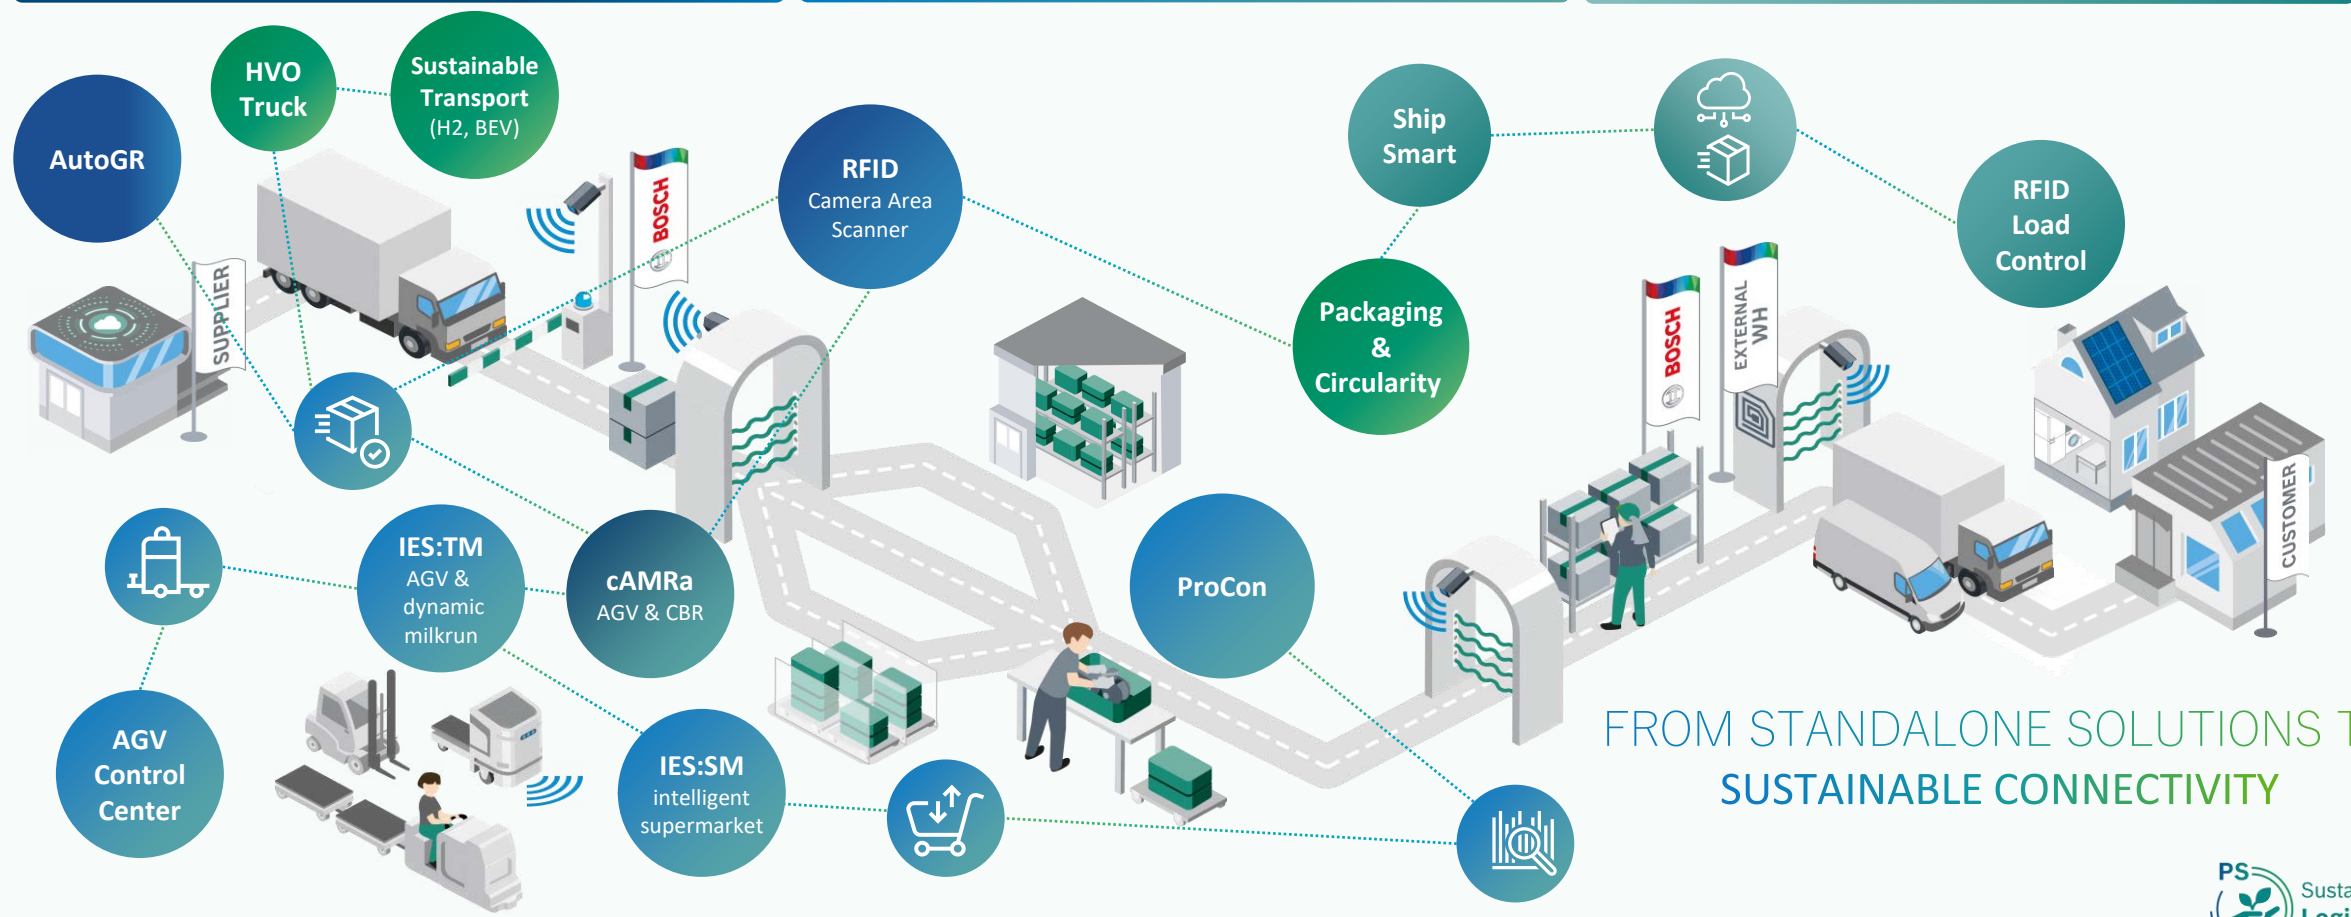 HVO
Truck
Sustainable
Transport
(H2, BEV)
AutoGR
RFID
Camera Area
Scanner
Ship
Smart
RFID
Load
Control
BOSCH
SUPPLIER
Packaging
&
Circularity
BOSCH
EXTERNAL
WH
CUSTOMER
IES:TM
AGV &
dynamic
milkrun
cAMRa
AGV & CBR
ProCon
AGV
Control
Center
IES:SM
intelligent
supermarket
FROM STANDALONE SOLUTIONS T
SUSTAINABLE CONNECTIVITY
PS
Susta
Logi